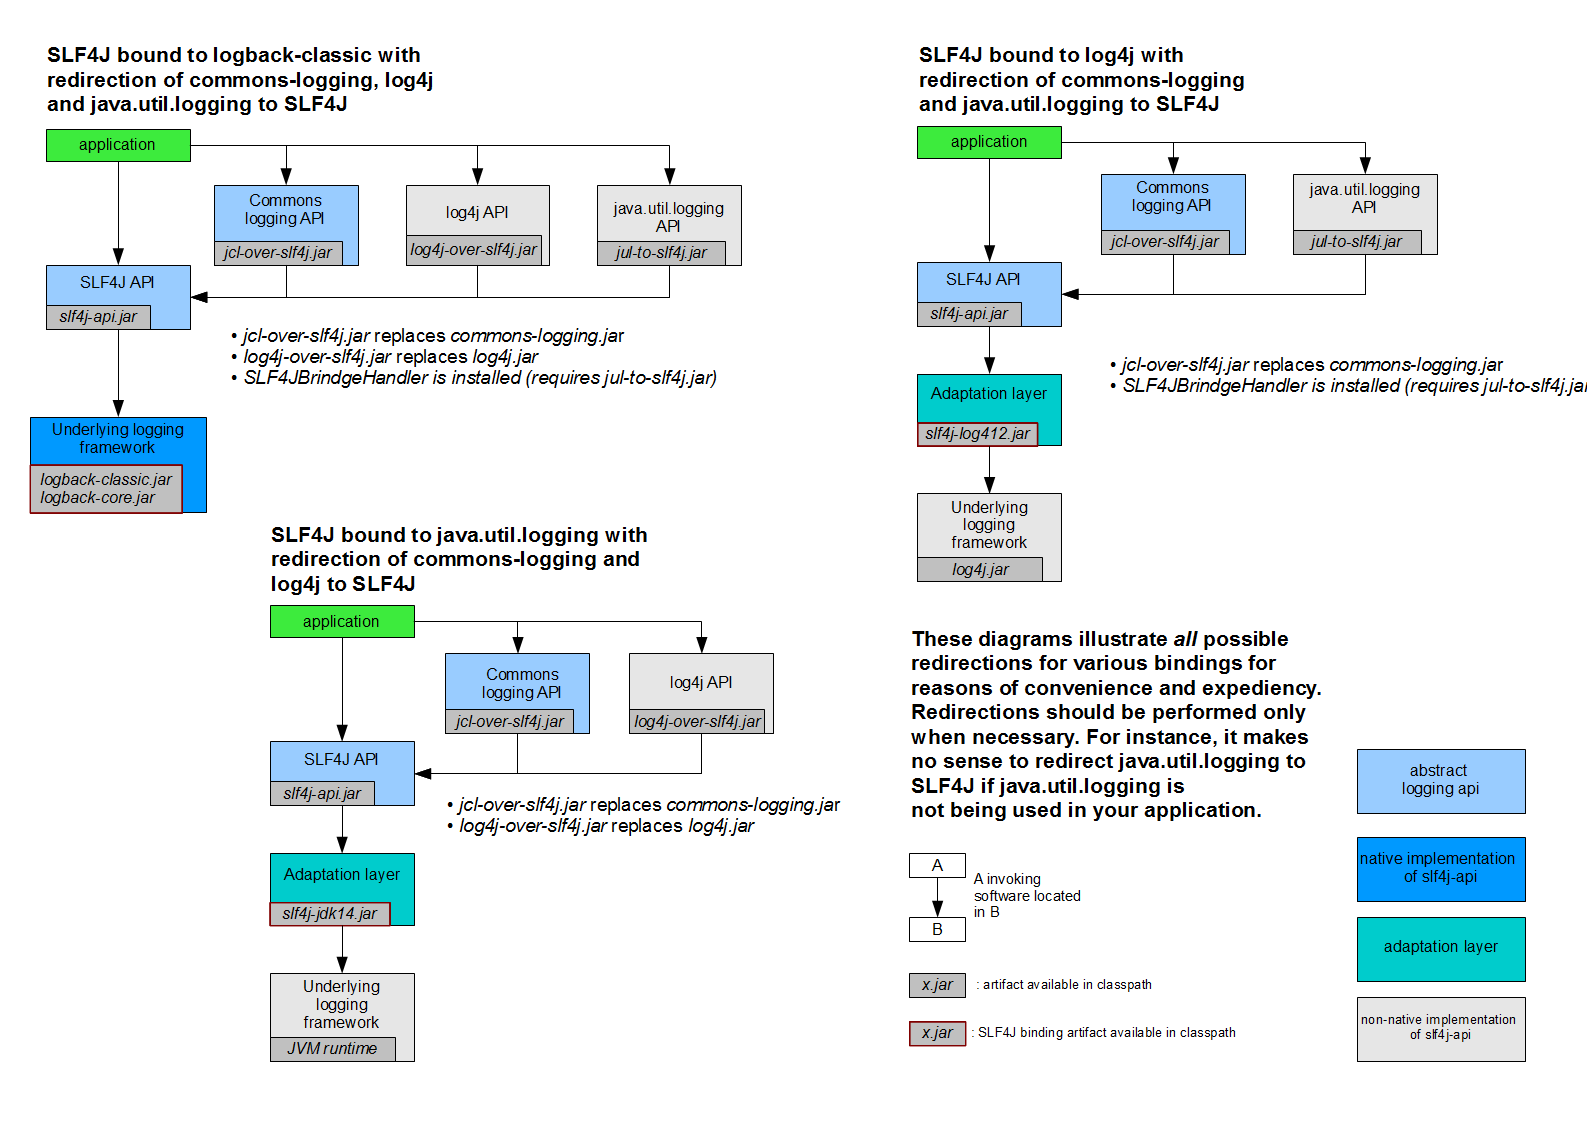 SLF4J bound to logback-classic with
redirection of commons-logging, log4j
and java.util.logging to SLF4J
application
Commons
logging API
jcl-over-slf4j.jar
log4j API
log4j-over-slf4j.jar
java.util.logging
API
jul-to-slf4j.jar
SLF4J API
slf4j-api.jar
• jcl-over-slf4j.jar replaces commons-logging.jar
• log4j-over-slf4j.jar replaces log4j.jar
• SLF4JBrindgeHandler is installed (requires jul-to-slf4j.jar)
Underlying logging
framework
logback-classic.jar
logback-core.jar
SLF4J bound to log4j with
redirection of commons-logging
and java.util.logging to SLF4J
application
Commons
logging API
jcl-over-slf4j.jar
java.util.logging
API
jul-to-slf4j.jar
SLF4J API
slf4j-api.jar
• jcl-over-slf4j.jar replaces commons-logging.jar
• SLF4JBrindgeHandler is installed (requires jul-to-slf4j.jar
Adaptation layer
slf4j-log412.jar
Underlying
logging
framework
log4j.jar
SLF4J bound to java.util.logging with
redirection of commons-logging and
log4j to SLF4J
application
Commons
logging API
jcl-over-slf4j.jar
log4j API
log4j-over-slf4j.jar
SLF4J API
slf4j-api.jar
• jcl-over-slf4j.jar replaces commons-logging.jar
• log4j-over-slf4j.jar replaces log4j.jar
Adaptation layer
slf4j-jdk14.jar
Underlying
logging
framework
JVM runtime
These diagrams illustrate all possible
redirections for various bindings for
reasons of convenience and expediency.
Redirections should be performed only
when necessary. For instance, it makes
no sense to redirect java.util.logging to
SLF4J if java.util.logging is
not being used in your application.
A
A invoking
software located
in B
B
x.jar
: artifact available in classpath
x.jar
: SLF4J binding artifact available in classpath
abstract
logging api
native implementation
of slf4j-api
adaptation layer
non-native implementation
of slf4j-api